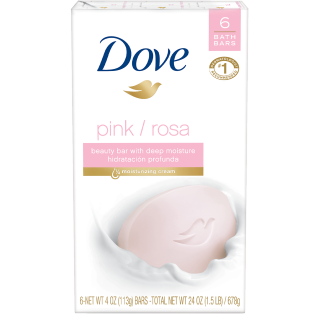 6
BATH
BARS
Dove
#1
pink / rosa
beauty bar with deep moisture
hidratación profunda
¼ moisturizing cream
6-NET WT 4 OZ (113g) BARS -TOTAL NET WT 24 OZ (1.5 LB) / 678g